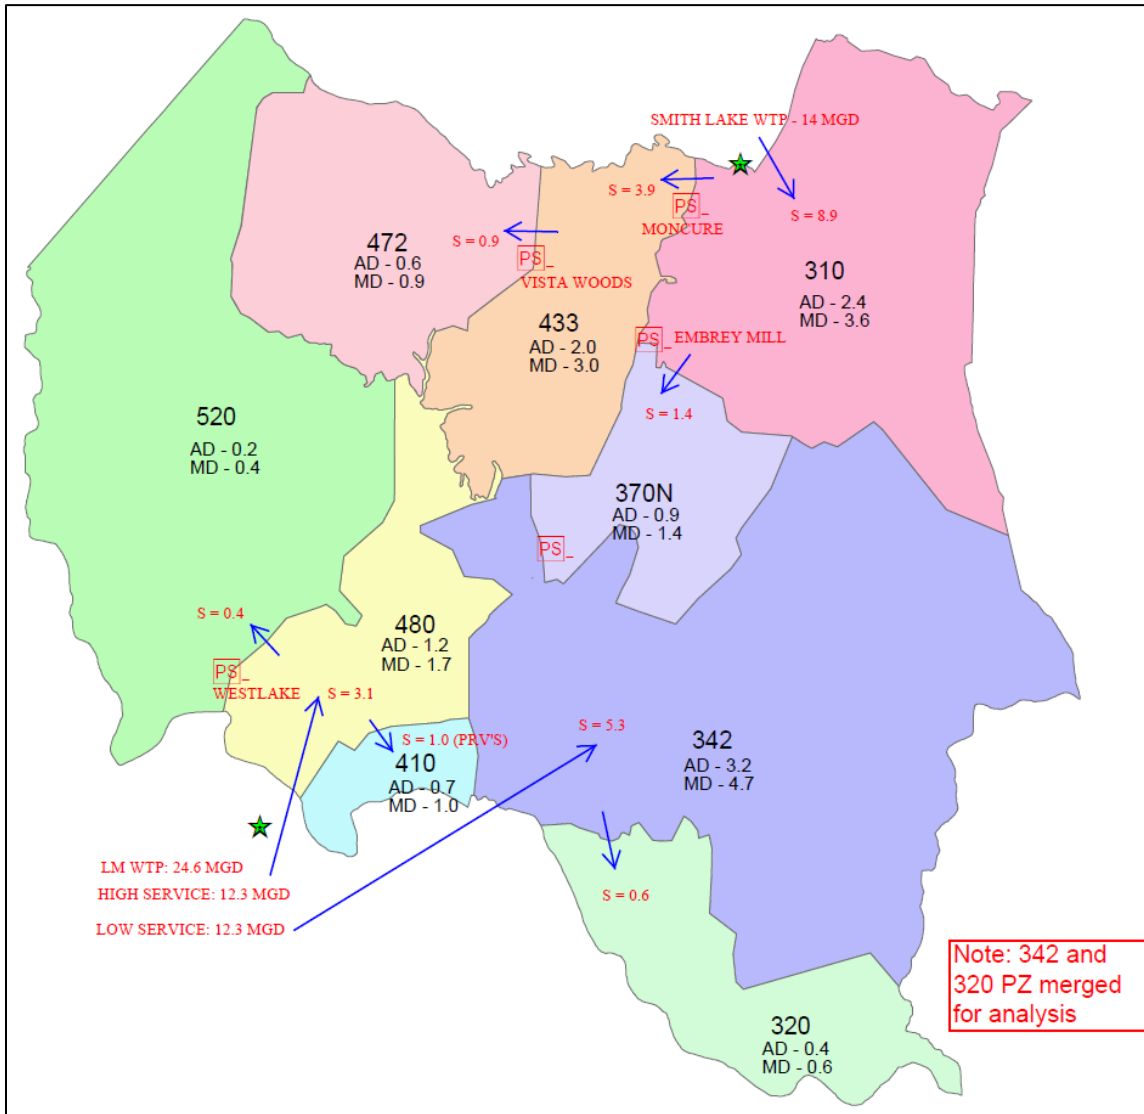 SMITH LAKE WTP - 14 MGD
S = 3.9
PS_
MONCURE
S = 8.9
472
AD - 0.6
MD - 0.9
S = 0.9
PS_
VISTA WOODS
310
AD - 2.4
MD - 3.6
433
AD - 2.0
MD - 3.0
PS_
EMBREY MILL
S = 1.4
520
AD - 0.2
MD - 0.4
370N
AD - 0.9
MD - 1.4
PS_
S = 0.4
480
AD - 1.2
MD - 1.7
PS_
WESTLAKE
S = 3.1
S = 1.0 (PRV'S)
410
AD - 0.7
MD - 1.0
S = 5.3
342
AD - 3.2
MD - 4.7
LM WTP: 24.6 MGD
HIGH SERVICE: 12.3 MGD
LOW SERVICE: 12.3 MGD
S = 0.6
Note: 342 and
320 PZ merged
for analysis
320
AD - 0.4
MD - 0.6